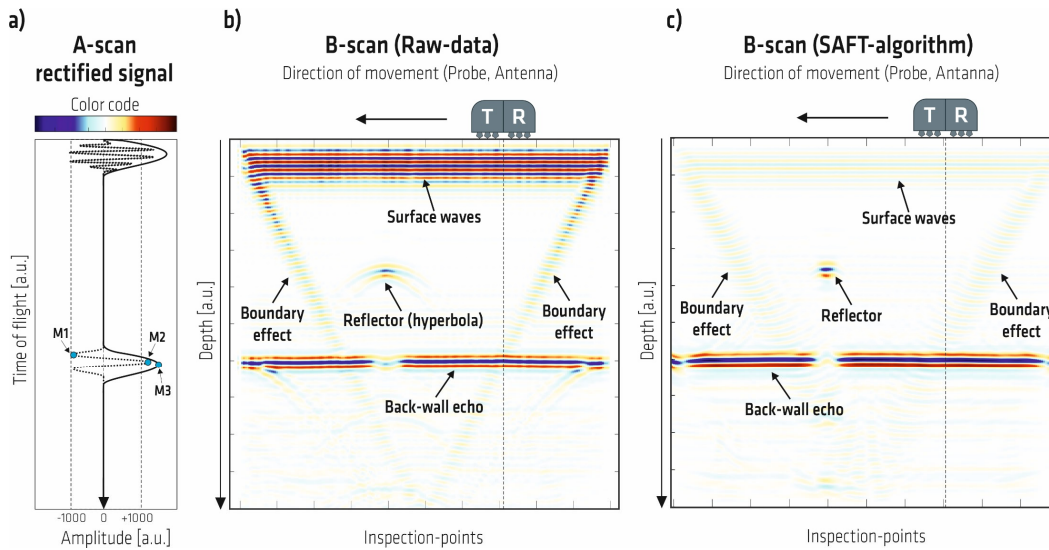 a)
A-scan
rectified signal
Color code
Time of flight [a.u.]
M1
M2
M3
-1000 0 +1000
Amplitude [a.u.]
b)
B-scan (Raw-data)
Direction of movement (Probe, Antenna)
T R
Depth [a.u.]
Surface waves
Boundary
effect
Reflector (hyperbola)
Boundary
effect
Back-wall echo
Inspection-points
c)
B-scan (SAFT-algorithm)
Direction of movement (Probe, Antanna)
T R
Depth [a.u.]
Surface waves
Boundary
effect
Reflector
Boundary
effect
Back-wall echo
Inspection-points